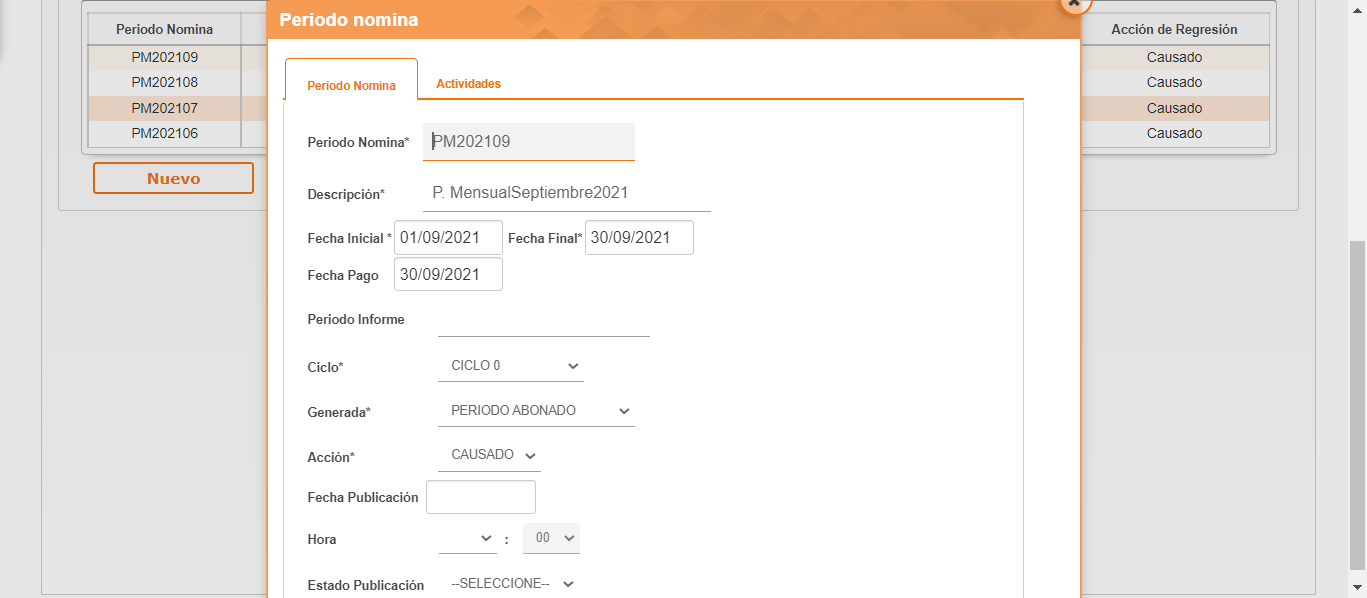 Periodo nomina
Periodo Nomina
Acción de Regresión
PM202109
Causado
PM202108
Causado
PM202107
Causado
PM202106
Causado
Nuevo
Periodo Nomina
Actividades
Periodo Nomina* PM202109
Descripción* P. MensualSeptiembre2021
Fecha Inicial * 01/09/2021 Fecha Final* 30/09/2021
Fecha Pago 30/09/2021
Periodo Informe
Ciclo* CICLO 0
Generada* PERIODO ABONADO
Acción* CAUSADO
Fecha Publicación
Hora : 00
Estado Publicación --SELECCIONE--